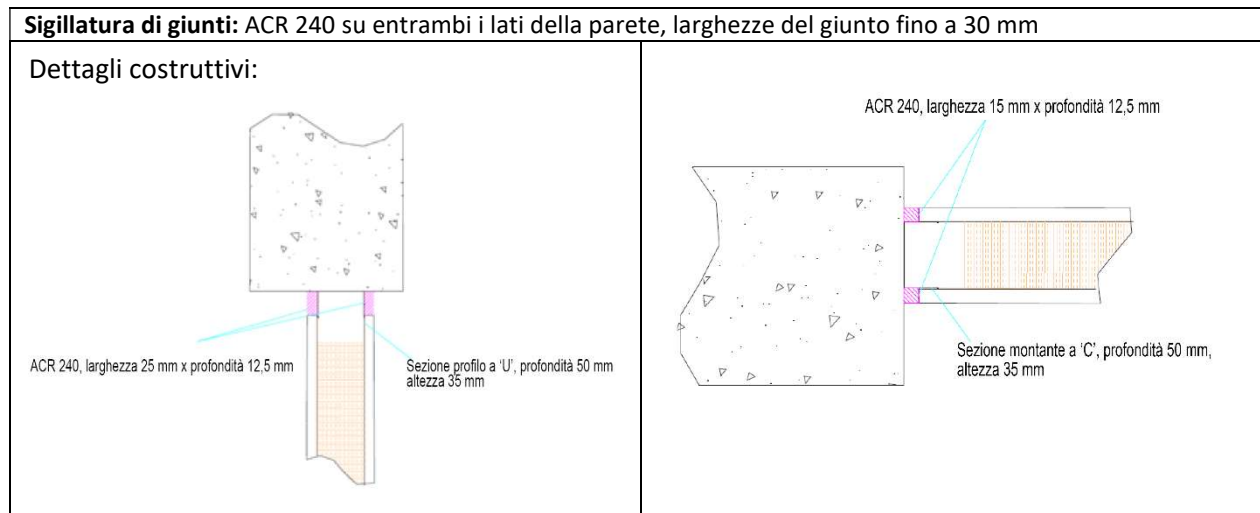 Sigillatura di giunti: ACR 240 su entrambi i lati della parete, larghezze del giunto fino a 30 mm
Dettagli costruttivi:
ACR 240, larghezza 25 mm x profondità 12,5 mm
Sezione profilo a 'U', profondità 50 mm
altezza 35 mm
ACR 240, larghezza 15 mm x profondità 12,5 mm
Sezione montante a 'C', profondità 50 mm,
altezza 35 mm